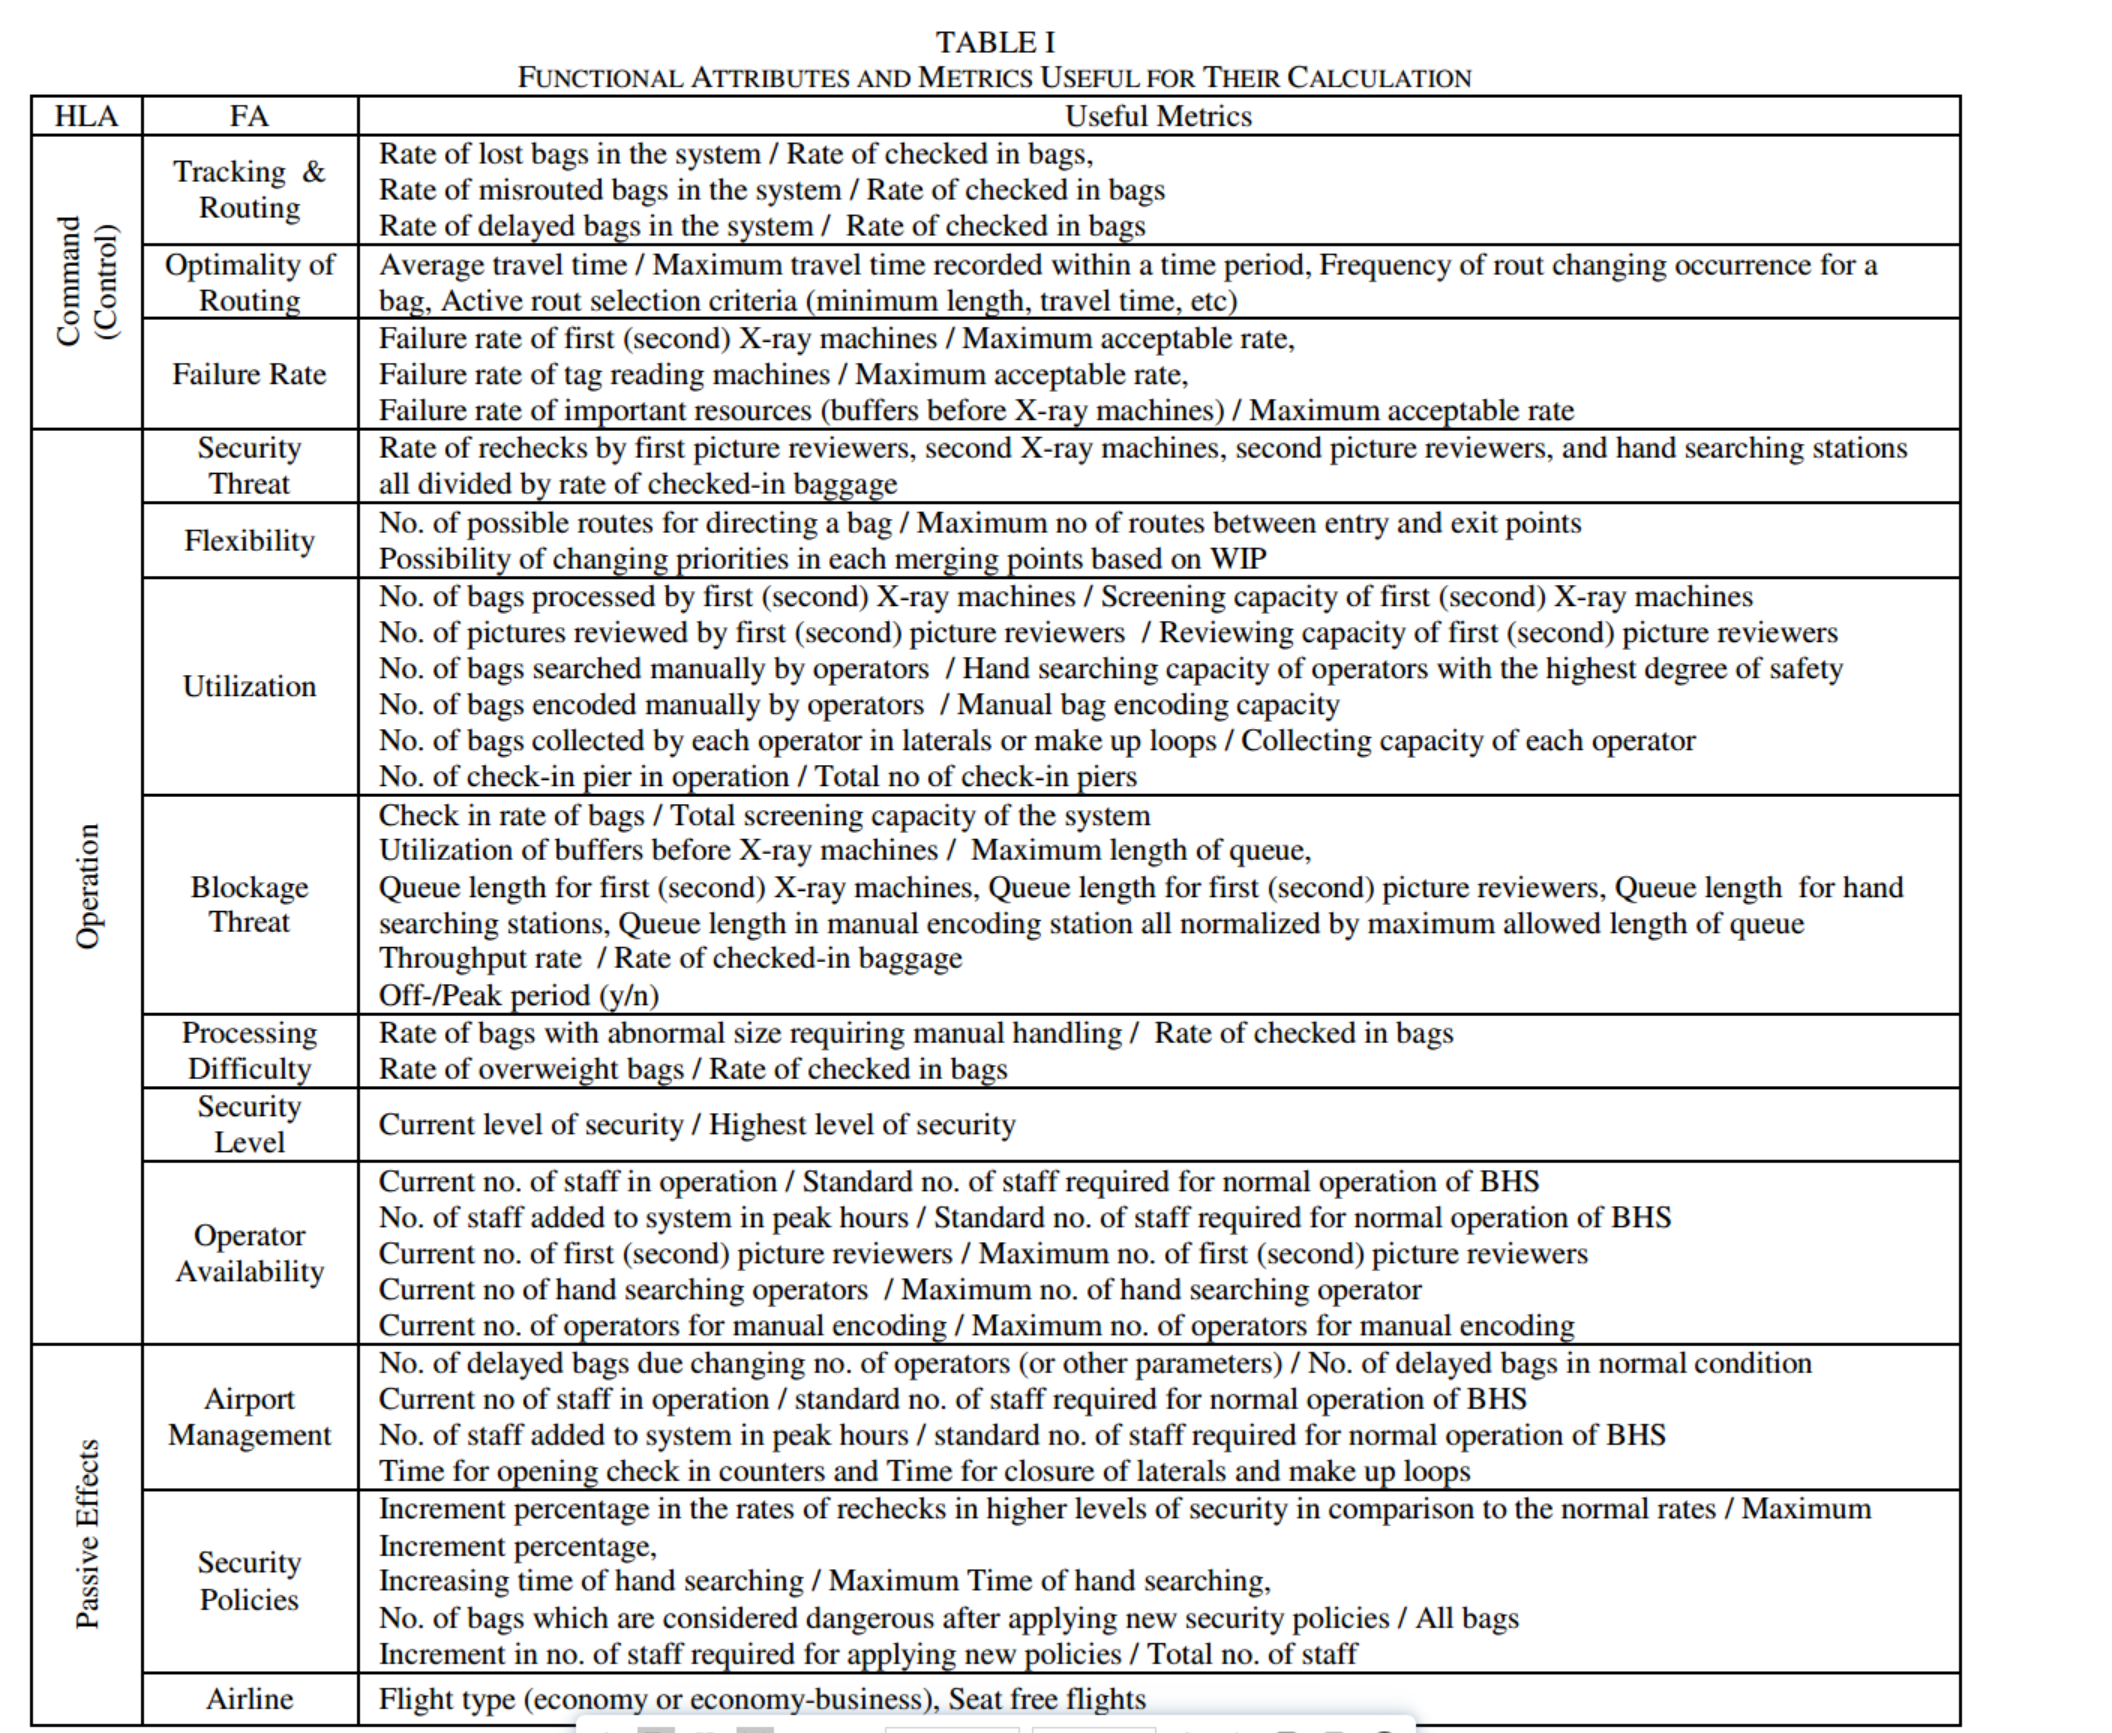 TABLE I
FUNCTIONAL ATTRIBUTES AND METRICS USEFUL FOR THEIR CALCULATION
HLA FA Useful Metrics
Command
(Control)
Tracking &
Routing
Rate of lost bags in the system / Rate of checked in bags,
Rate of misrouted bags in the system / Rate of checked in bags
Rate of delayed bags in the system / Rate of checked in bags
Optimality of
Routing
Average travel time / Maximum travel time recorded within a time period, Frequency of rout changing occurrence for a
bag, Active rout selection criteria (minimum length, travel time, etc)
Failure Rate
Failure rate of first (second) X-ray machines / Maximum acceptable rate,
Failure rate of tag reading machines / Maximum acceptable rate,
Failure rate of important resources (buffers before X-ray machines) / Maximum acceptable rate
Operation
Security
Threat
Rate of rechecks by first picture reviewers, second X-ray machines, second picture reviewers, and hand searching stations
all divided by rate of checked-in baggage
Flexibility
No. of possible routes for directing a bag / Maximum no of routes between entry and exit points
Possibility of changing priorities in each merging points based on WIP
Utilization
No. of bags processed by first (second) X-ray machines / Screening capacity of first (second) X-ray machines
No. of pictures reviewed by first (second) picture reviewers / Reviewing capacity of first (second) picture reviewers
No. of bags searched manually by operators / Hand searching capacity of operators with the highest degree of safety
No. of bags encoded manually by operators / Manual bag encoding capacity
No. of bags collected by each operator in laterals or make up loops / Collecting capacity of each operator
No. of check-in pier in operation / Total no of check-in piers
Blockage
Threat
Check in rate of bags / Total screening capacity of the system
Utilization of buffers before X-ray machines / Maximum length of queue,
Queue length for first (second) X-ray machines, Queue length for first (second) picture reviewers, Queue length for hand
searching stations, Queue length in manual encoding station all normalized by maximum allowed length of queue
Throughput rate / Rate of checked-in baggage
Off-/Peak period (y/n)
Processing
Difficulty
Rate of bags with abnormal size requiring manual handling / Rate of checked in bags
Rate of overweight bags / Rate of checked in bags
Security
Level
Current level of security / Highest level of security
Operator
Availability
Current no. of staff in operation / Standard no. of staff required for normal operation of BHS
No. of staff added to system in peak hours / Standard no. of staff required for normal operation of BHS
Current no. of first (second) picture reviewers / Maximum no. of first (second) picture reviewers
Current no of hand searching operators / Maximum no. of hand searching operator
Current no. of operators for manual encoding / Maximum no. of operators for manual encoding
Passive Effects
Airport
Management
No. of delayed bags due changing no. of operators (or other parameters) / No. of delayed bags in normal condition
Current no of staff in operation / standard no. of staff required for normal operation of BHS
No. of staff added to system in peak hours / standard no. of staff required for normal operation of BHS
Time for opening check in counters and Time for closure of laterals and make up loops
Security
Policies
Increment percentage in the rates of rechecks in higher levels of security in comparison to the normal rates / Maximum
Increment percentage,
Increasing time of hand searching / Maximum Time of hand searching,
No. of bags which are considered dangerous after applying new security policies / All bags
Increment in no. of staff required for applying new policies / Total no. of staff
Airline
Flight type (economy or economy-business), Seat free flights